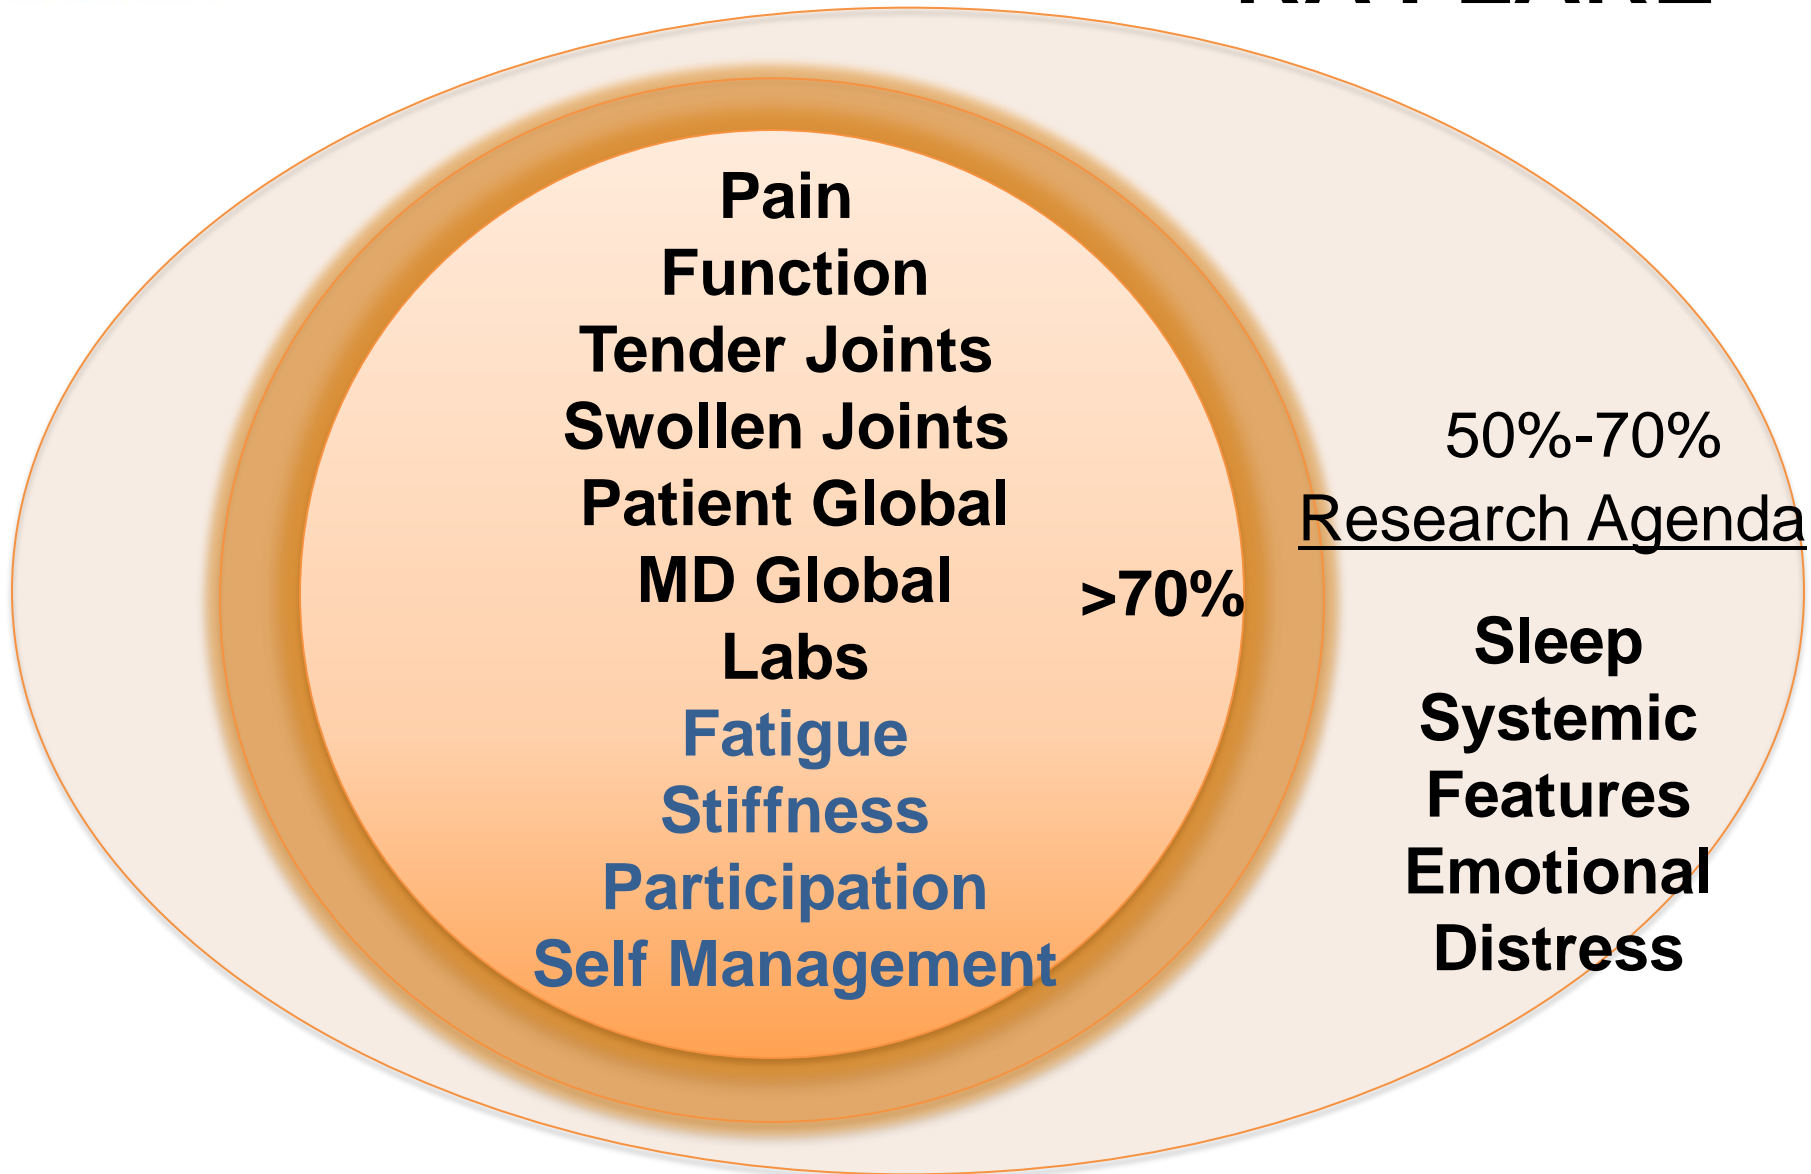 Pain
Function
Tender Joints
Swollen Joints
Patient Global
MD Global
>70%
Labs
Fatigue
Stiffness
Participation
Self Management
50%-70%
Research Agenda
Sleep
Systemic
Features
Emotional
Distress